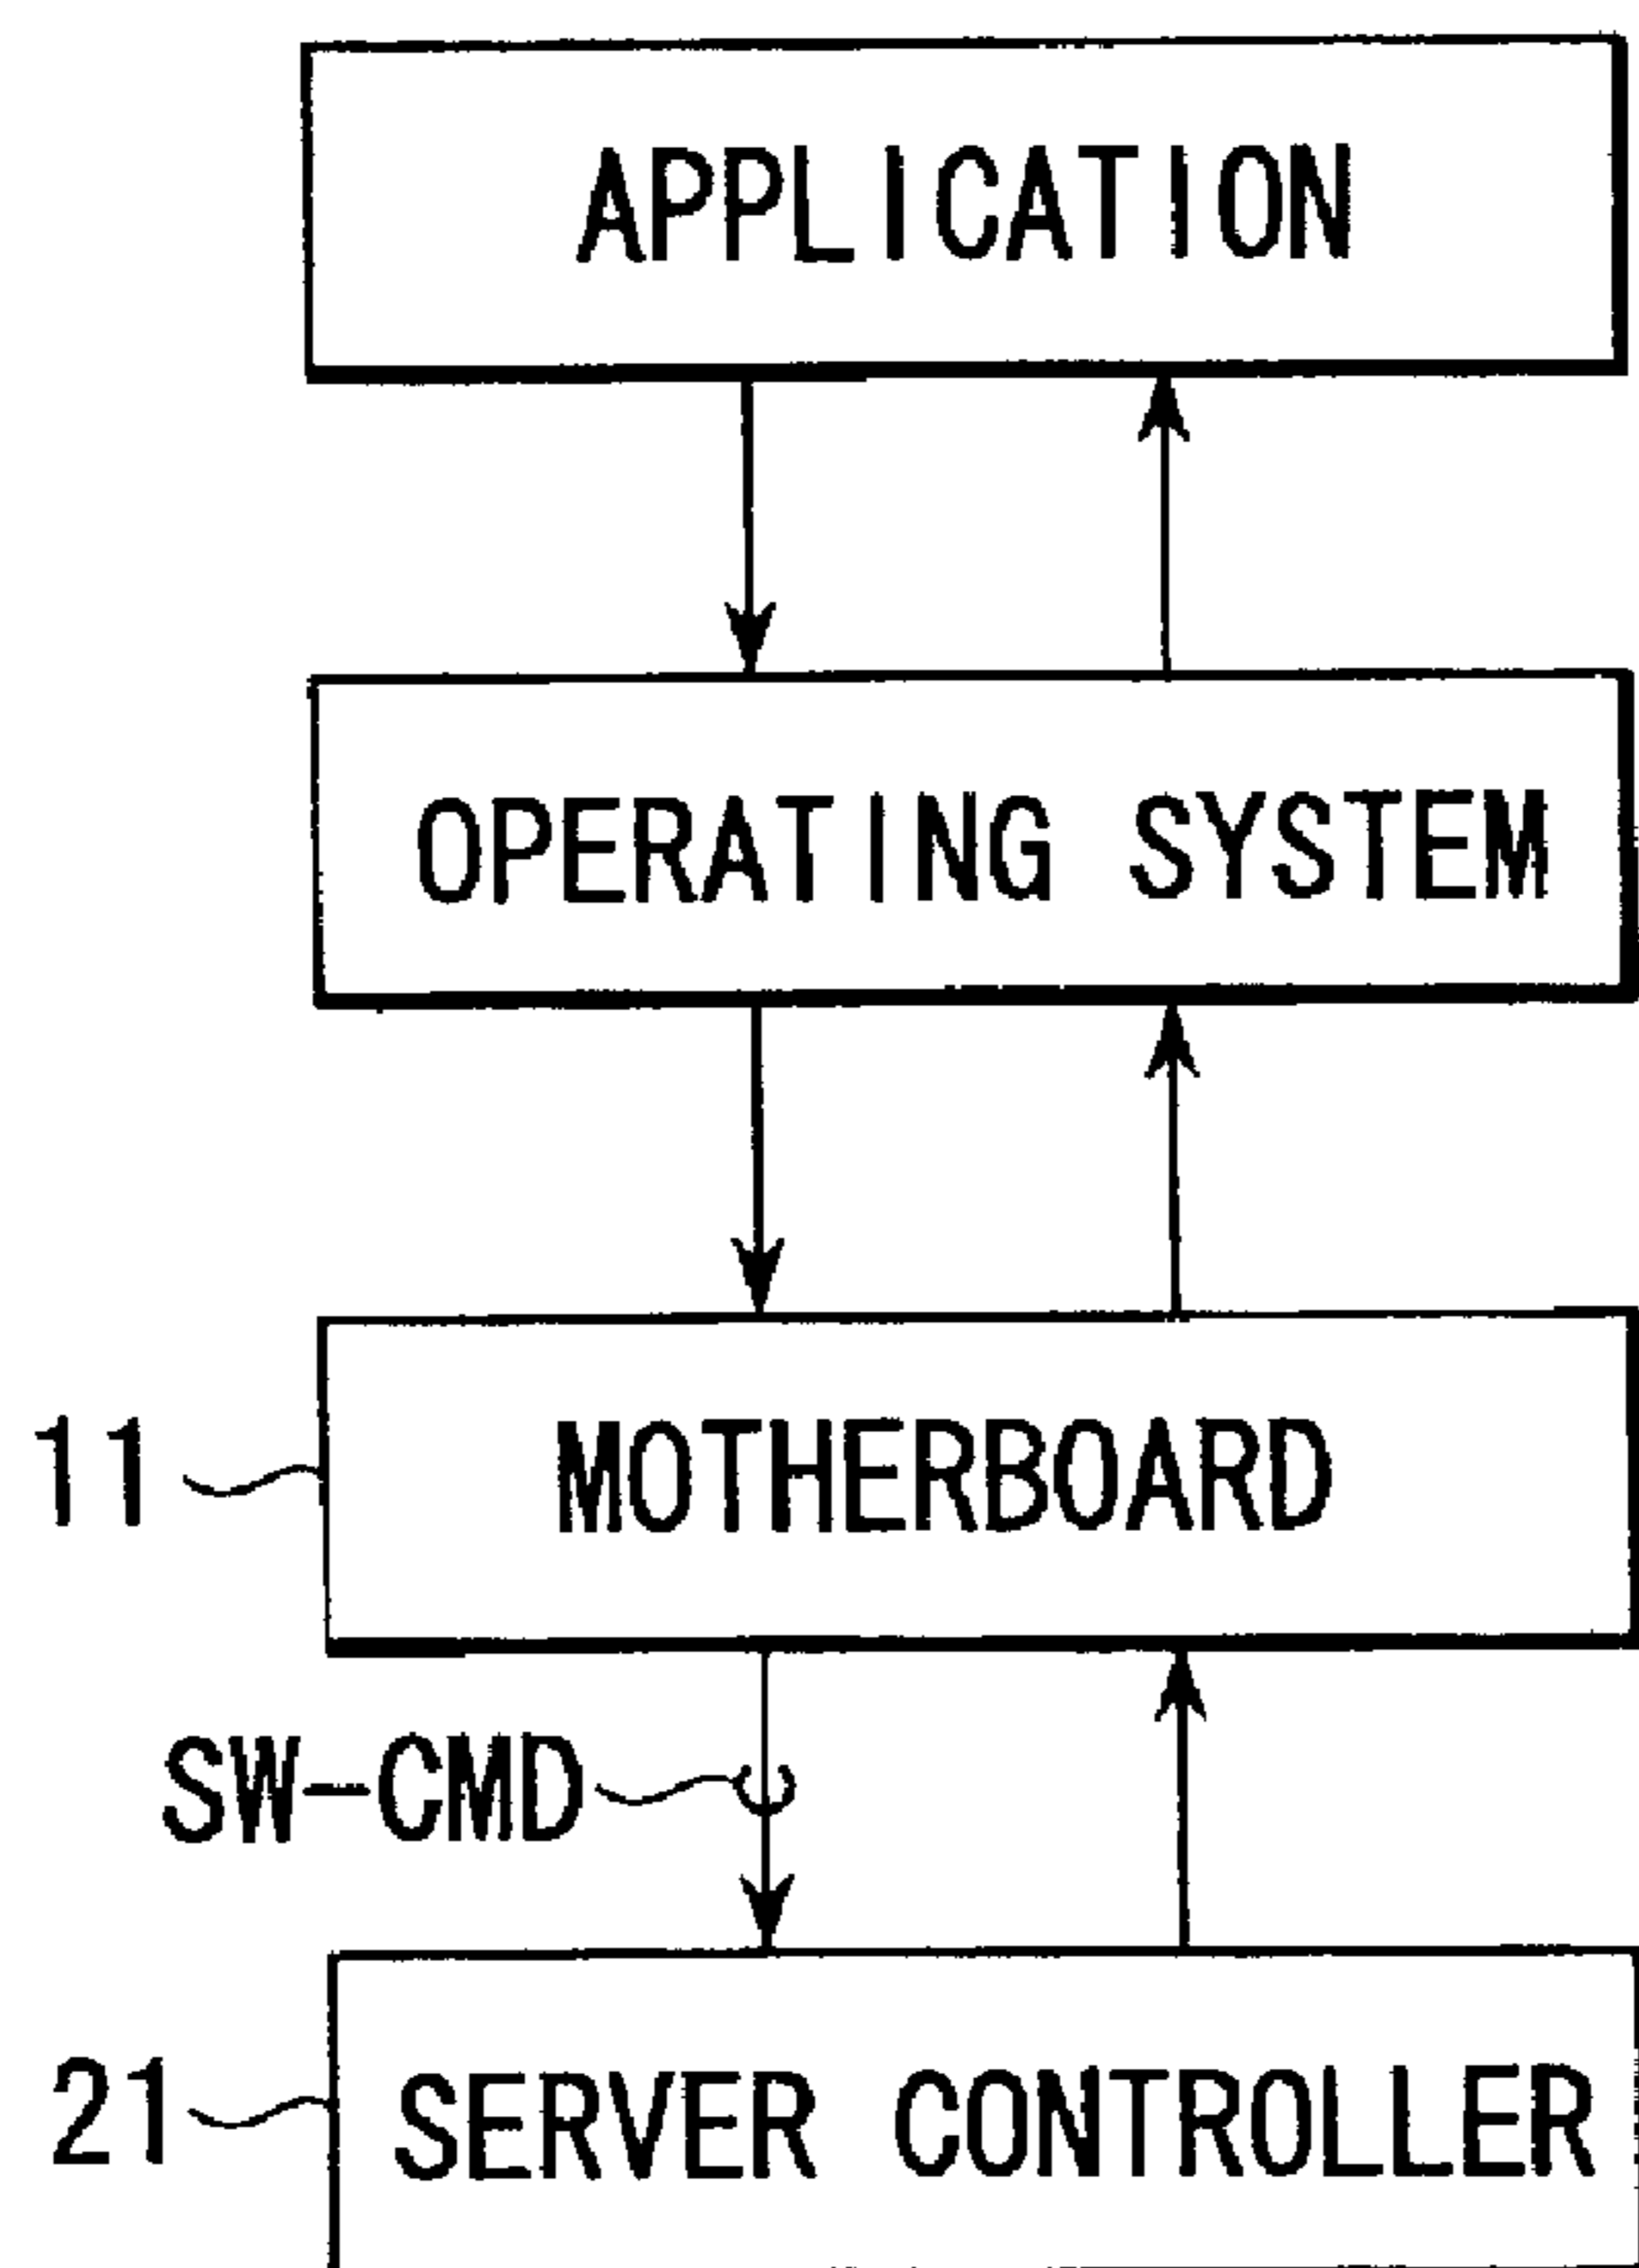 APPLICATION
OPERATING SYSTEM
11 MOTHERBOARD
SW-CMD
21 SERVER CONTROLLER